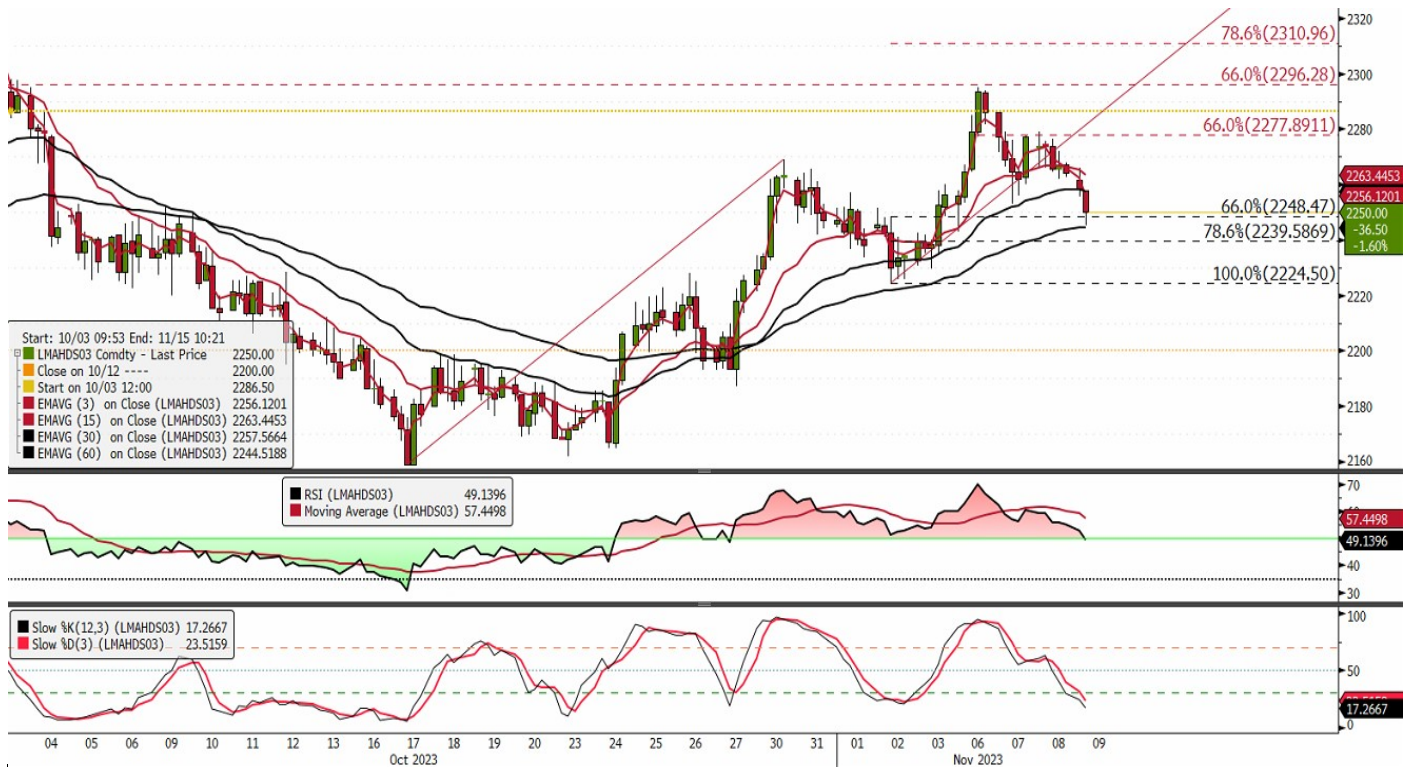 2320
78.6%(2310.96)
2300
66.0%(2296.28)
2280
66.0%(2277.8911)
2263.4453
2256.1201
66.0%(2248.47)
2250.00
-36.50
-1.60%
78.6%(2239.5869)
100.0%(2224.50)
2220
2200
2180
2160
Start: 10/03 09:53 End: 11/15 10:21
LMAHDS03 Comdty - Last Price 2250.00
Close on 10/12 ---- 2200.00
Start on 10/03 12:00 2286.50
EMAVG (3) on Close (LMAHDS03) 2256.1201
EMAVG (15) on Close (LMAHDS03) 2263.4453
EMAVG (30) on Close (LMAHDS03) 2257.5664
EMAVG (60) on Close (LMAHDS03) 2244.5188
RSI (LMAHDS03) 49.1396
Moving Average (LMAHDS03) 57.4498
70
57.4498
49.1396
40
30
Slow %K(12,3) (LMAHDS03) 17.2667
Slow %D(3) (LMAHDS03) 23.5159
100
50
17.2667
0
04 05 06 09 10 11 12 13 16 17 18 19 20 23 24 25 26 27 30 31 01 02 03 06 07 08 09
Oct 2023 Nov 2023